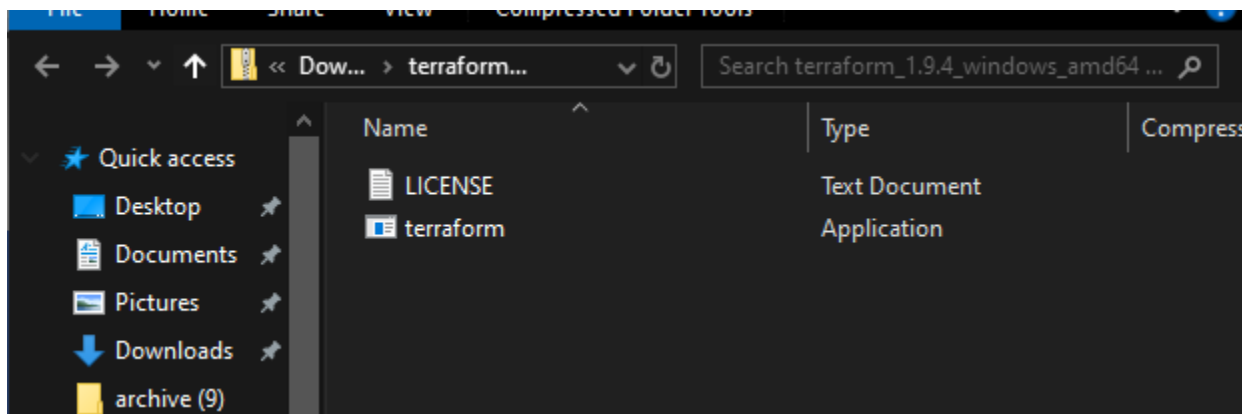 File Home Share View Compressed Folder Tools
« Dow... › terraform... Search terraform_1.9.4_windows_amd64 ...
Name Type
Quick access
LICENSE Text Document
Desktop
terraform Application
Documents
Pictures
Downloads
archive (9)